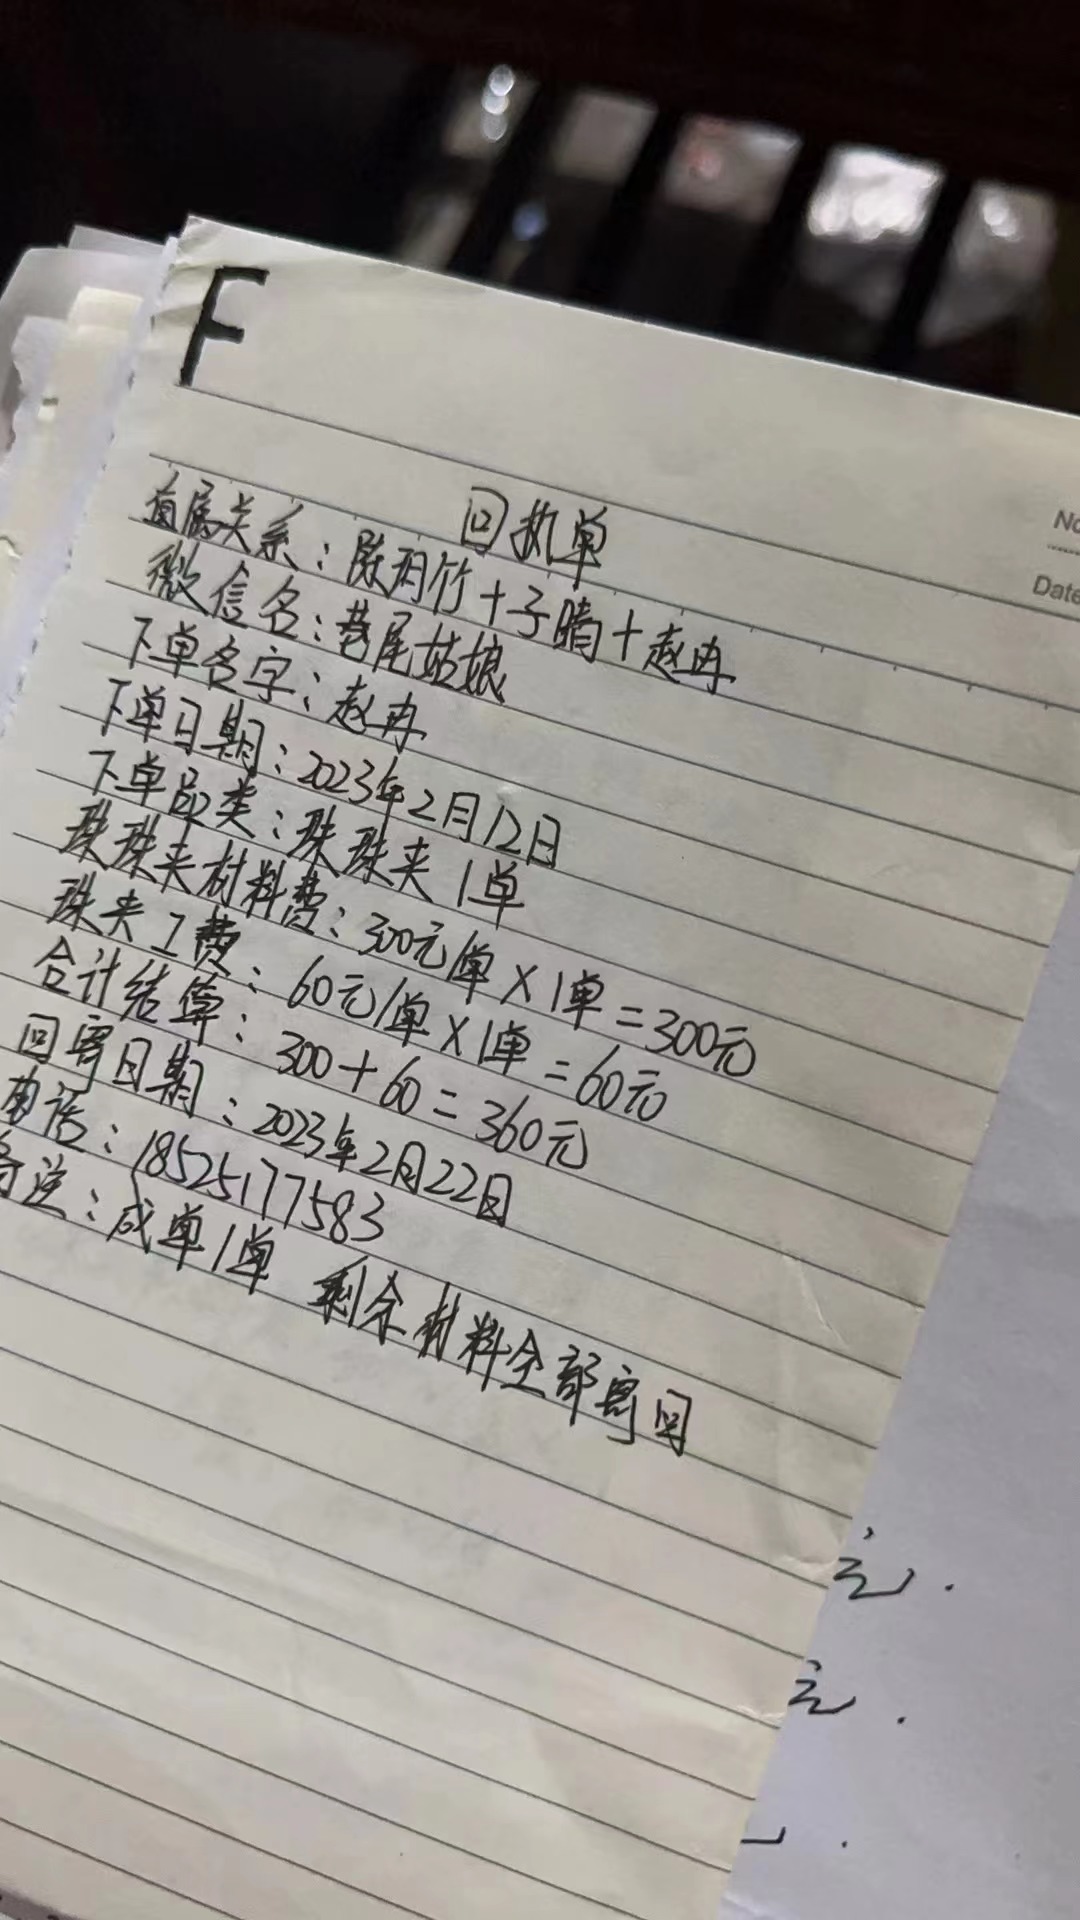 F
No
Date
回执单
直属关系：陈玥竹+子晴+赵冉
微信名：巷尾姑娘
下单名字：赵冉
下单日期：2023年2月12日
下单品类：珠珠夹1单
珠珠夹材料费：300元/单×1单=300元
珠夹工费：60元/单×1单=60元
合计结算：300+60=360元
回寄日期：2023年2月22日
电话：18525177583
备注：成单1单 剩余材料全部寄回
元.
元.